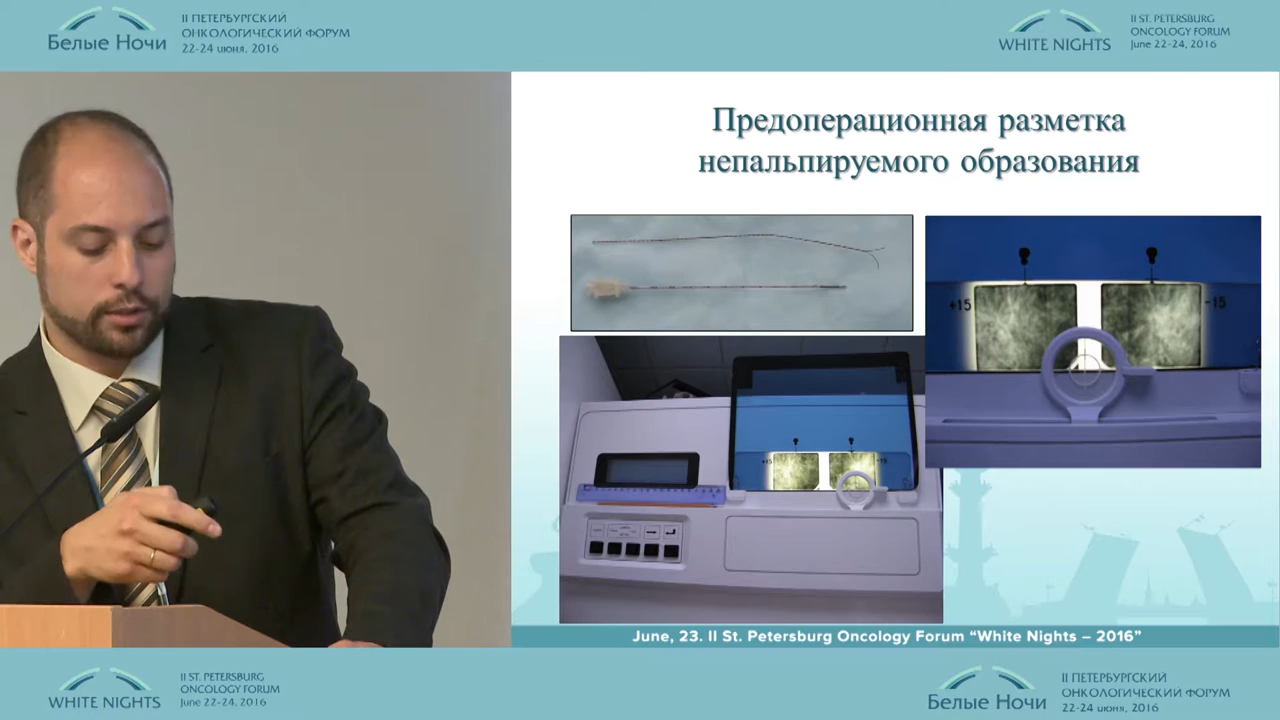 Белые Ночи
II ПЕТЕРБУРГСКИЙ
ОНКОЛОГИЧЕСКИЙ ФОРУМ
22-24 июня, 2016
WHITE NIGHTS
II ST. PETERSBURG
ONCOLOGY FORUM
June 22-24, 2016
Предоперационная разметка
непальпируемого образования
+15
-15
+15
-15
June, 23. II St. Petersburg Oncology Forum “White Nights – 2016”
WHITE NIGHTS
II ST. PETERSBURG
ONCOLOGY FORUM
June 22-24, 2016
Белые Ночи
II ПЕТЕРБУРГСКИЙ
ОНКОЛОГИЧЕСКИЙ ФОРУМ
22-24 июня, 2016